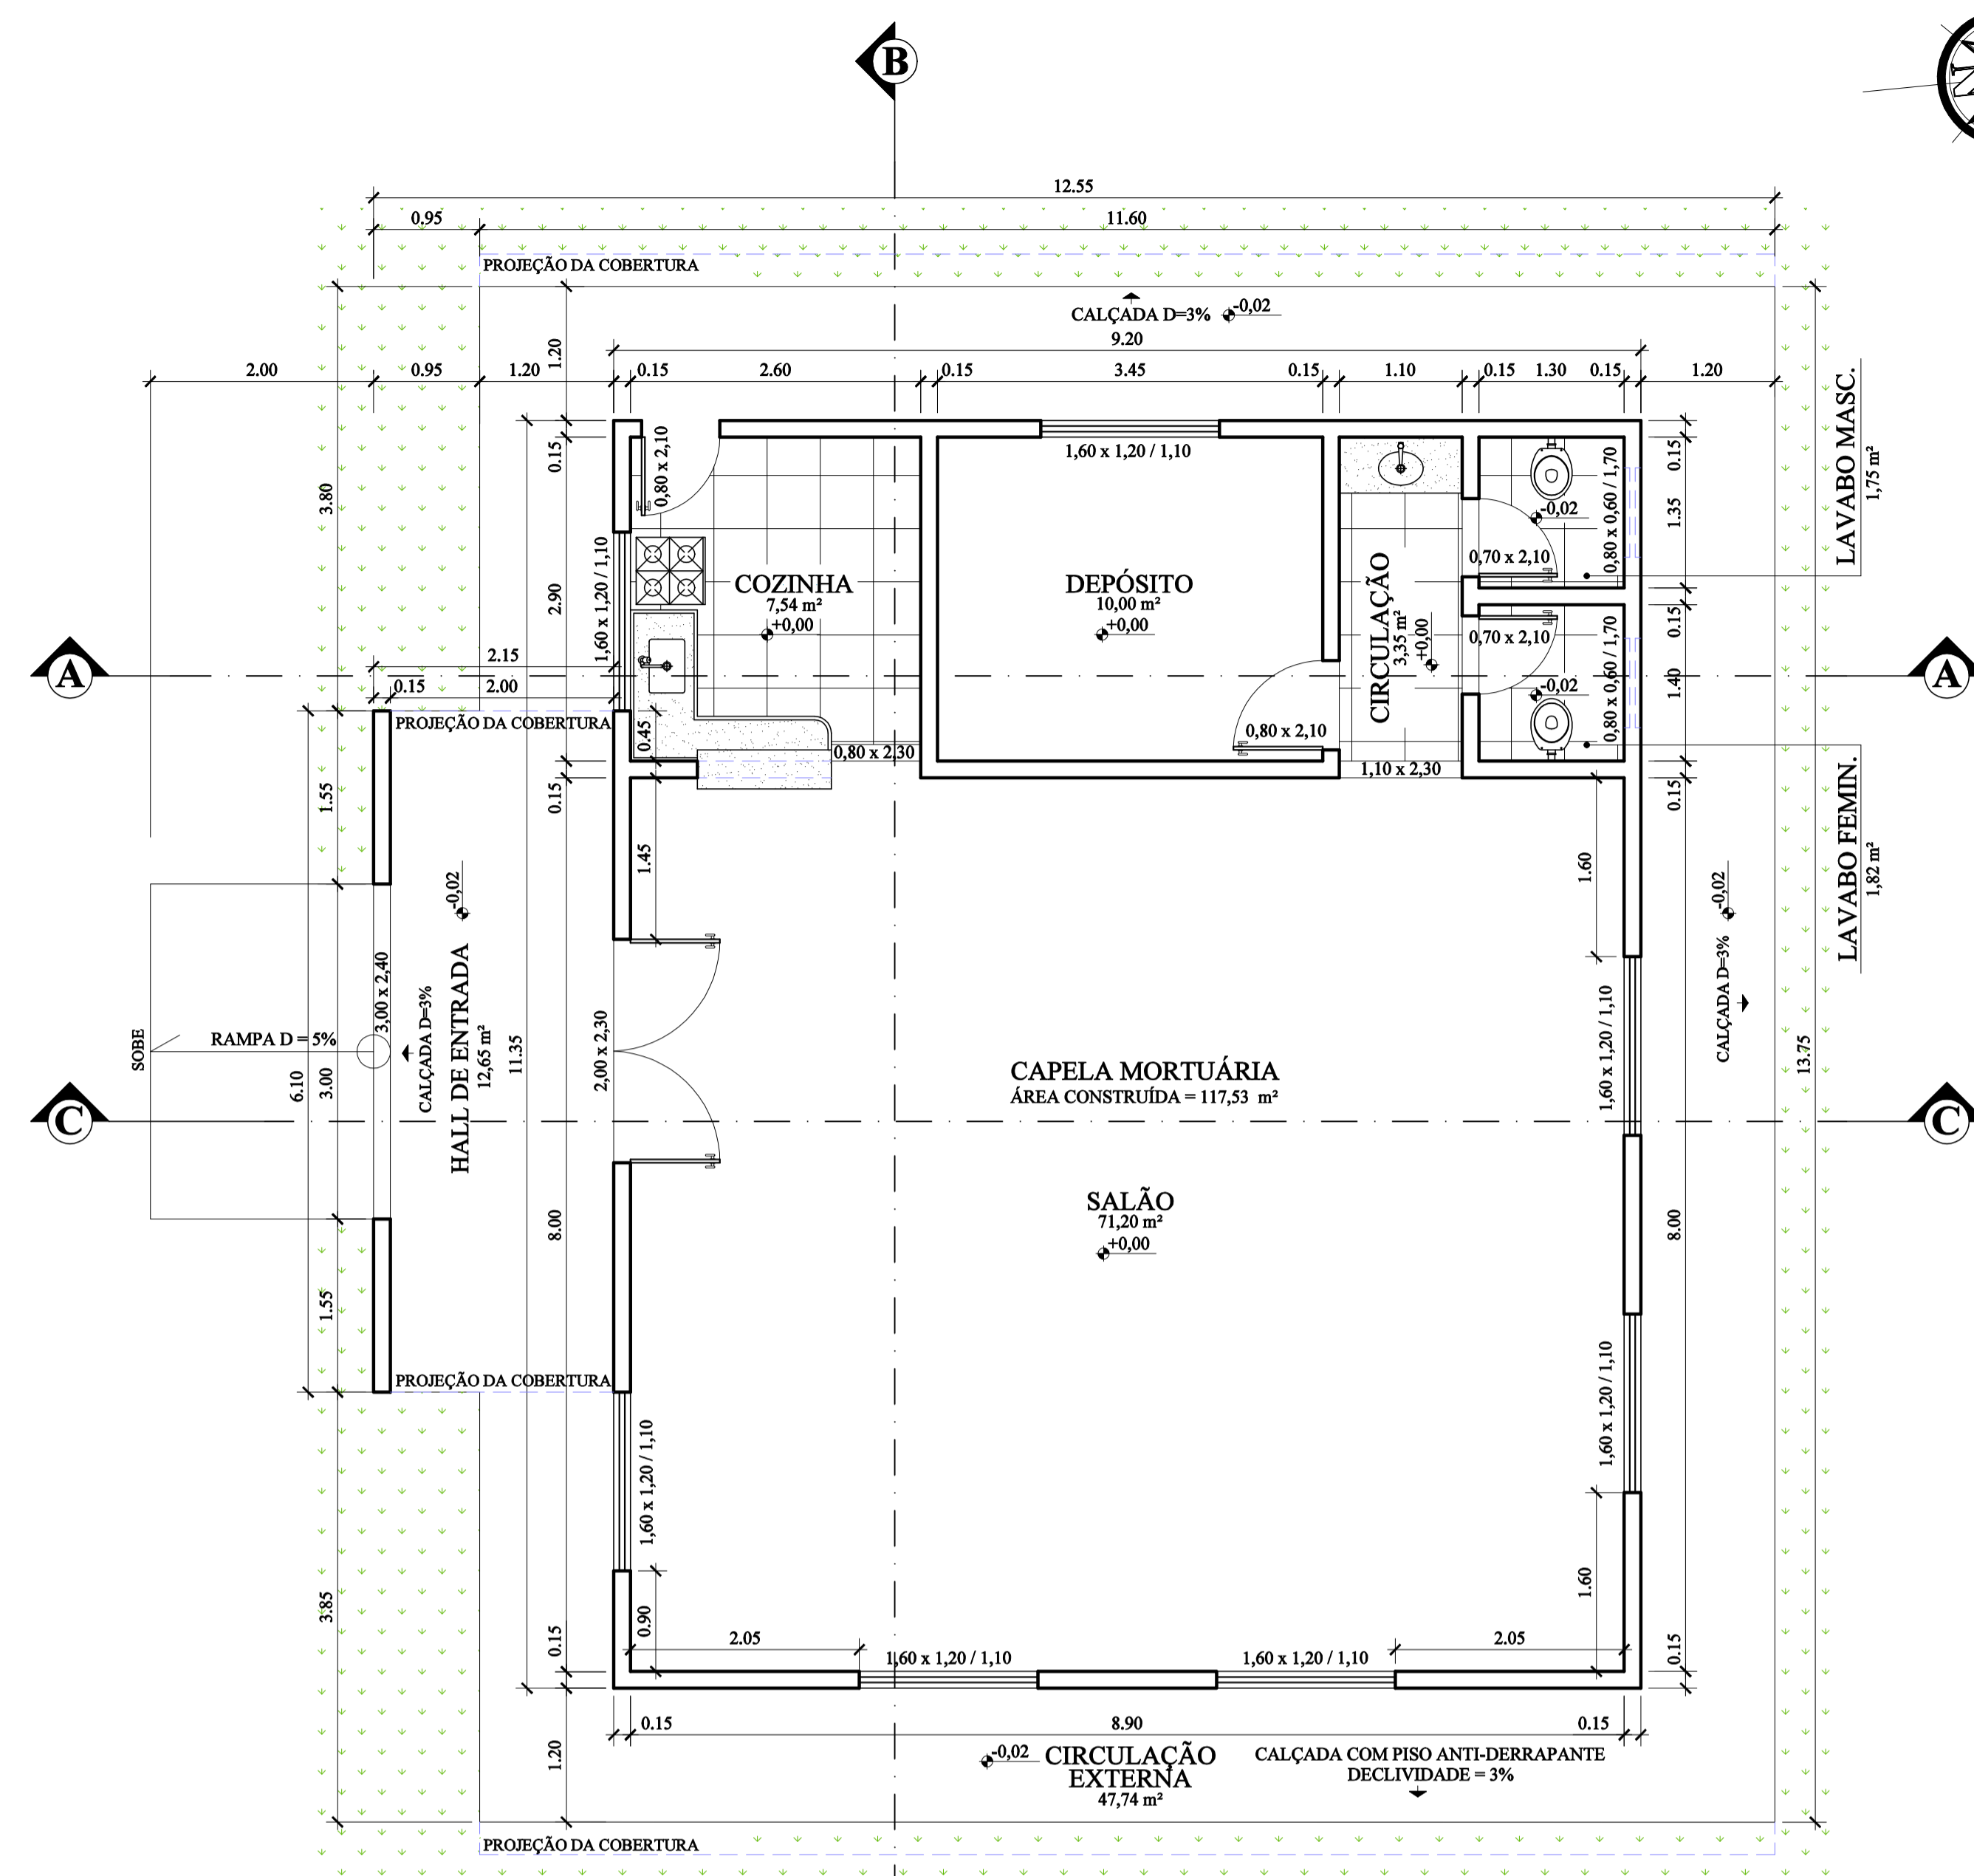 B
N
12.55
0.95
11.60
PROJEÇÃO DA COBERTURA
CALÇADA D=3%
-0,02
9.20
2.00
0.95
1.20
0.15
2.60
0.15
3.45
0.15
1.10
0.15
1.30
0.15
1.20
1.20
0.15
2.90
0.15
3.80
0,80 x 2,10
1,60 x 1,20 / 1,10
1,60 x 1,20 / 1,10
COZINHA
7,54 m²
+0,00
DEPÓSITO
10,00 m²
+0,00
CIRCULAÇÃO
3,35 m²
+0,00
-0,02
0,70 x 2,10
0,80 x 0,60 / 1,70
0,70 x 2,10
-0,02
0,80 x 0,60 / 1,70
0.15
1.35
0.15
1.40
0.15
LAVABO MASC.
1,75 m²
LAVABO FEMIN.
1,82 m²
A
A
2.15
0.15
2.00
PROJEÇÃO DA COBERTURA
0.45
0,80 x 2,30
0,80 x 2,10
1,10 x 2,30
1.55
1.45
1.60
-0,02
HALL DE ENTRADA
12,65 m²
CALÇADA D=3%
3,00 x 2,40
SOBE
RAMPA D = 5%
6.10
3.00
11.35
2,00 x 2,30
CAPELA MORTUÁRIA
ÁREA CONSTRUÍDA = 117,53 m²
1,60 x 1,20 / 1,10
-0,02
CALÇADA D=3%
13.75
C
C
SALÃO
71,20 m²
+0,00
8.00
8.00
1.55
PROJEÇÃO DA COBERTURA
1,60 x 1,20 / 1,10
1,60 x 1,20 / 1,10
3.85
0.15
0.90
2.05
1,60 x 1,20 / 1,10
1,60 x 1,20 / 1,10
2.05
1.60
0.15
0.15
8.90
0.15
1.20
-0,02
CIRCULAÇÃO
EXTERNA
47,74 m²
CALÇADA COM PISO ANTI-DERRAPANTE
DECLIVIDADE = 3%
PROJEÇÃO DA COBERTURA